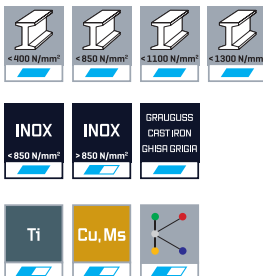 <400 N/mm² <850 N/mm² <1100 N/mm² <1300 N/mm²
INOX INOX GRAUGUSS
CAST IRON
GHISA GRIGIA
<850 N/mm² >850 N/mm²
Ti Cu, Ms